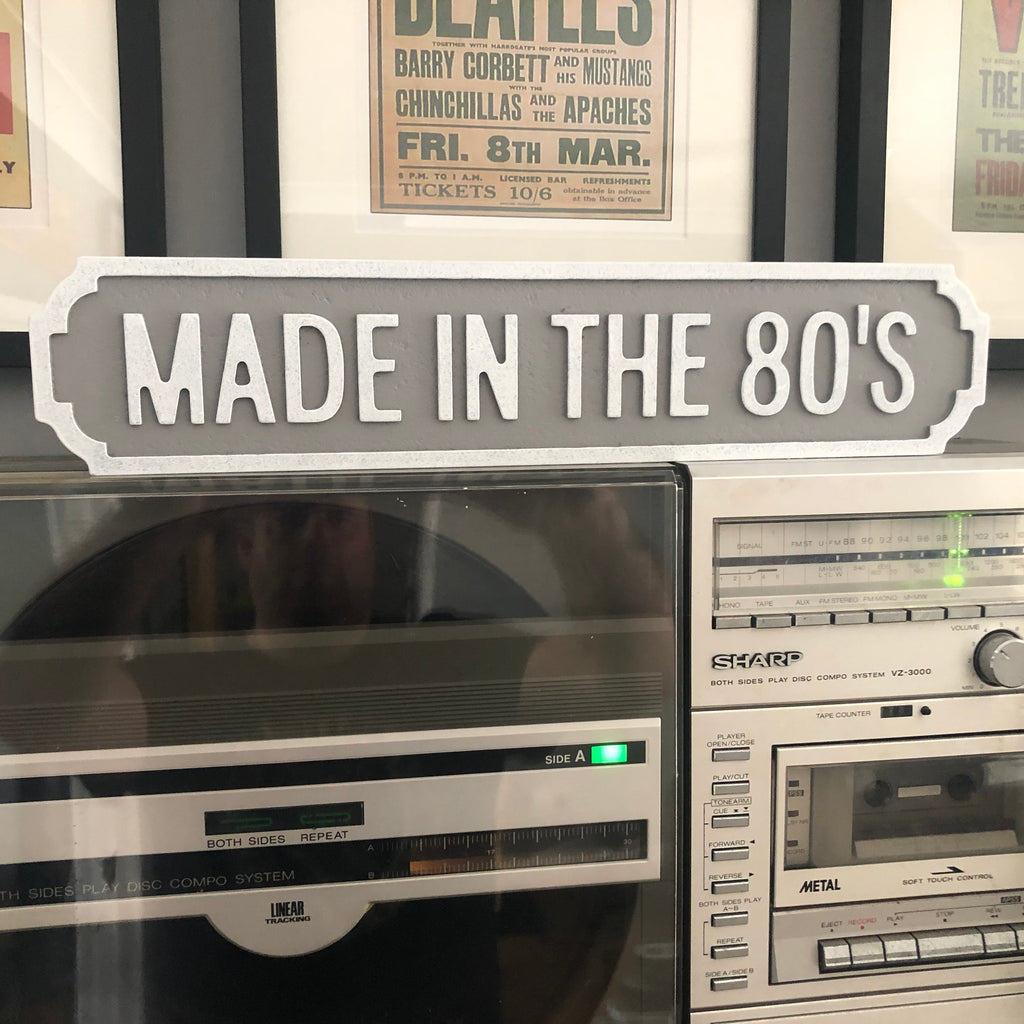 BEATLES
TOGETHER WITH HARROGATE'S MOST POPULAR GROUPS
BARRY CORBETT AND HIS MUSTANGS
WITH THE
CHINCHILLAS AND THE APACHES
FRI. 8TH MAR.
8 P.M. TO 1 A.M. LICENSED BAR REFRESHMENTS
TICKETS 10/6 obtainable in advance at the Box Office
MADE IN THE 80'S
SIGNAL
FM 88 90 92 94 96 98 102 104
TAPE AUX FM STEREO FM MONO
VOLUME
SHARP
BOTH SIDES PLAY DISC COMPO SYSTEM VZ-3000
TAPE COUNTER
PLAYER
OPEN/CLOSE
PLAY/CUT
TONEARM
CUE
FORWARD
REVERSE
BOTH SIDES PLAY
A-B
REPEAT
SIDE A/SIDE B
METAL
SOFT TOUCH CONTROL
EJECT RECORD PLAY STOP REW
APSS
SIDE A
BOTH SIDES REPEAT
A 17 30
B
TH SIDES PLAY DISC COMPO SYSTEM
LINEAR
TRACKING